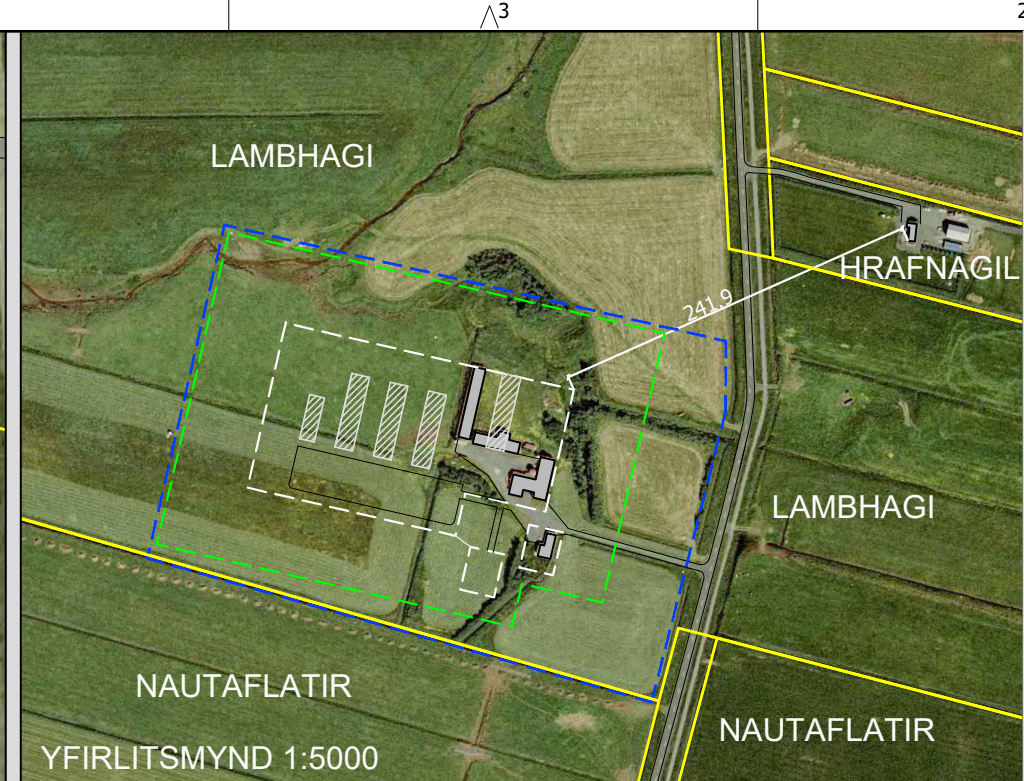 3
2
LAMBHAGI
HRAFNAGIL
241.9
LAMBHAGI
NAUTAFLATIR
NAUTAFLATIR
YFIRLITSMYND 1:5000